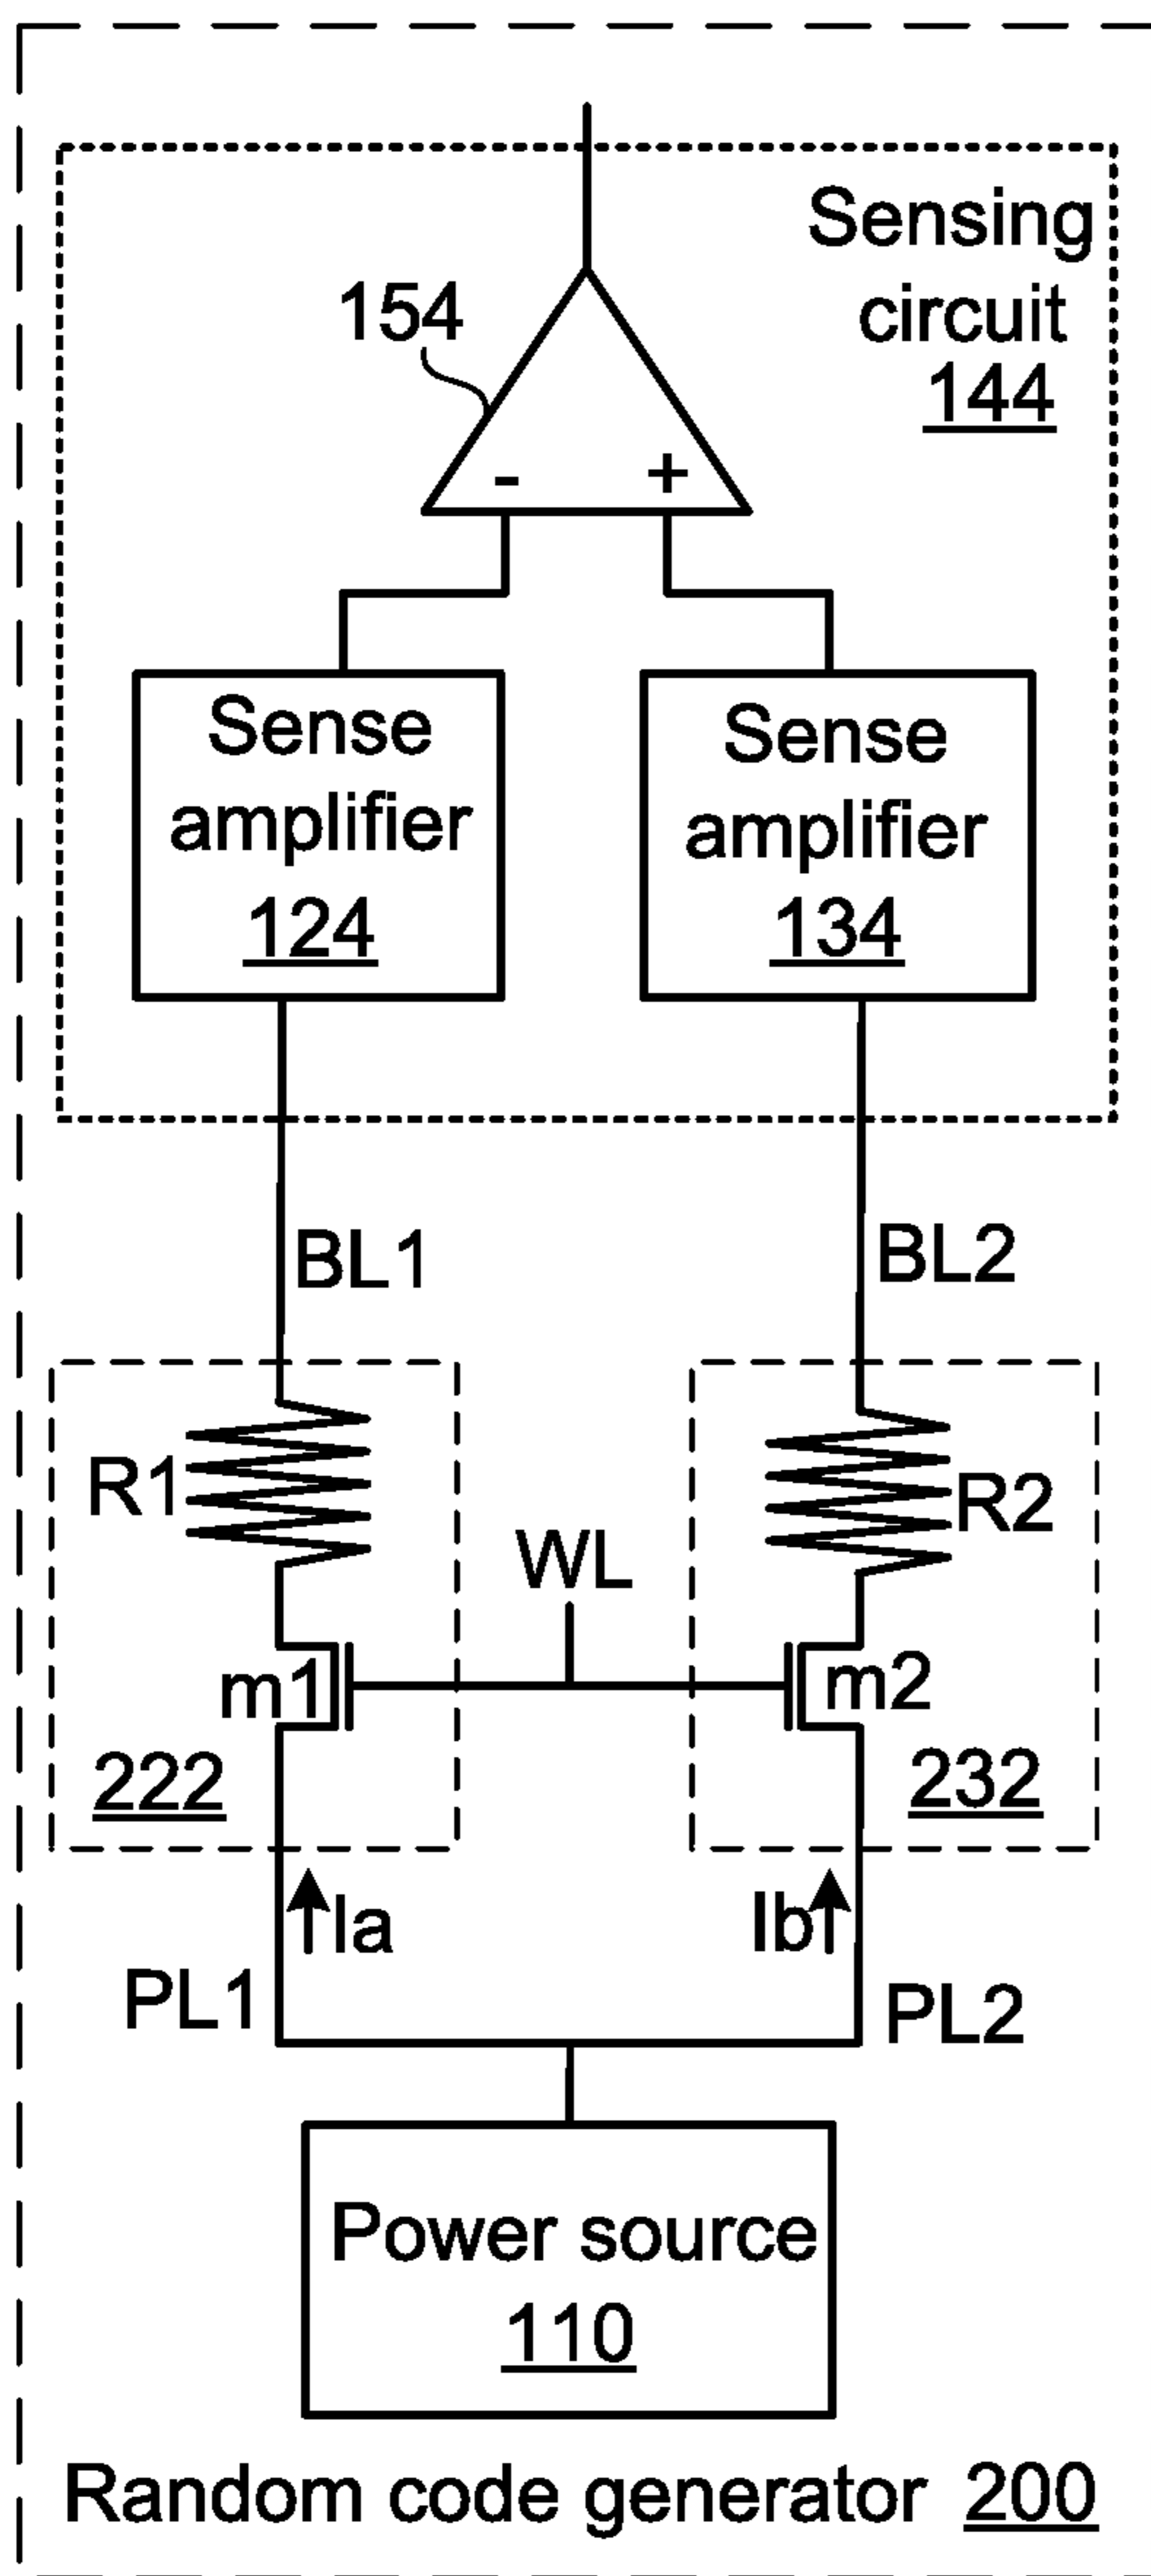 Sensing
circuit
144
154
-
+
Sense
amplifier
124
Sense
amplifier
134
BL1
BL2
R1
R2
WL
m1
m2
222
232
Ia
Ib
PL1
PL2
Power source
110
Random code generator 200